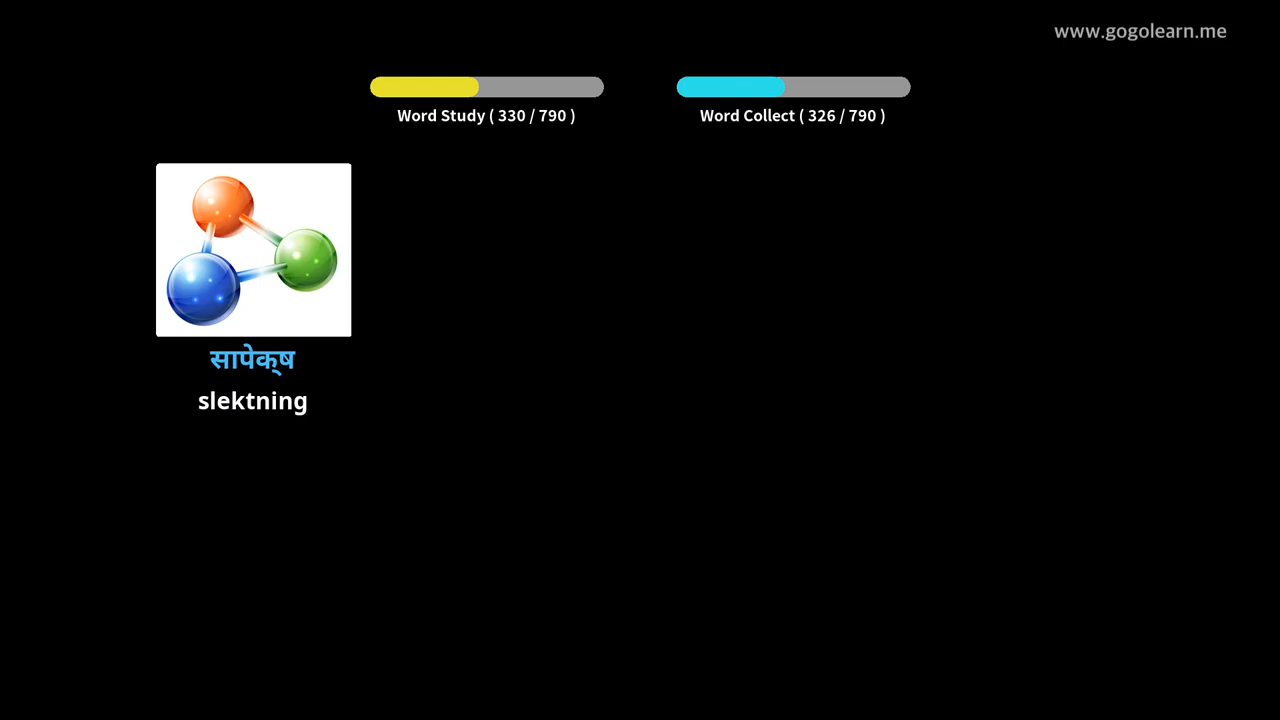 www.gogolearn.me
Word Study ( 330 / 790 )
Word Collect ( 326 / 790 )
सापेक्ष
slektning